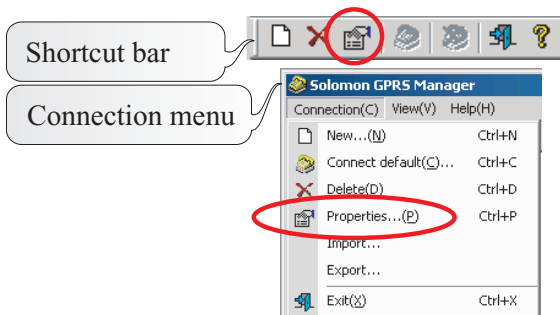 Shortcut bar
Connection menu
Solomon GPRS Manager
Connection(C) View(V) Help(H)
New...(N) Ctrl+N
Connect default(C)... Ctrl+C
Delete(D) Ctrl+D
Properties...(P) Ctrl+P
Import...
Export...
Exit(X) Ctrl+X